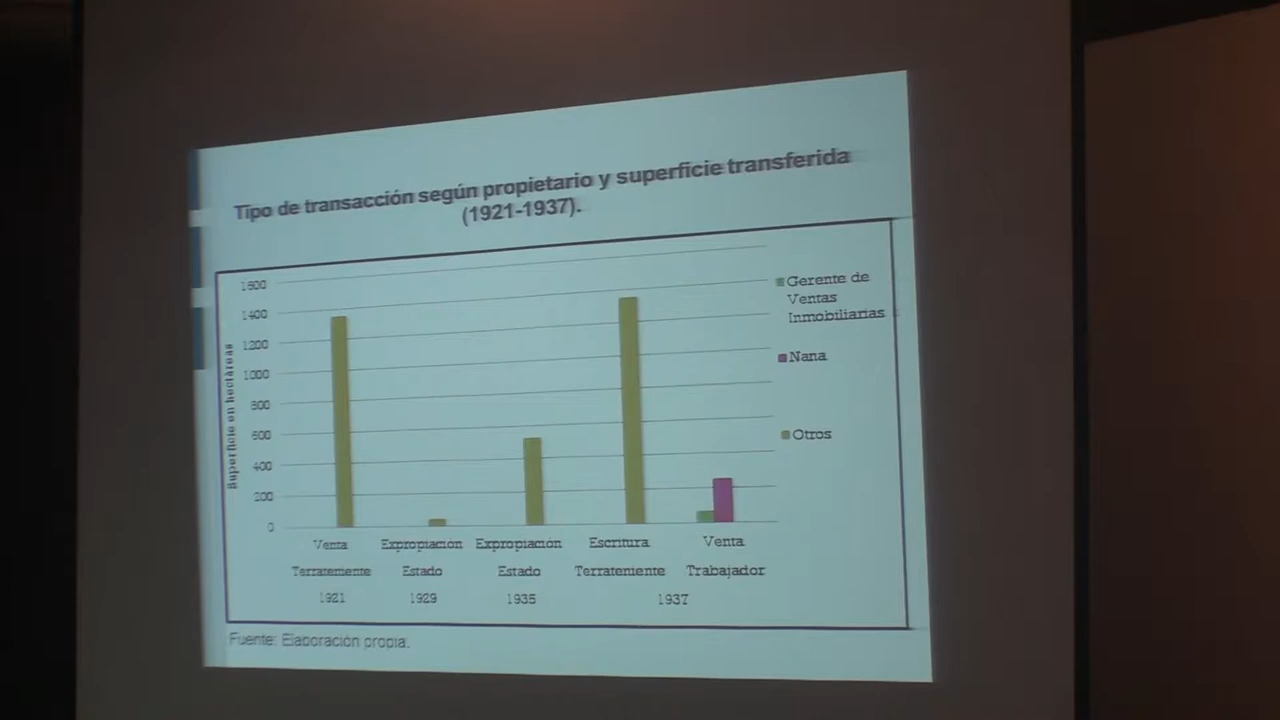 Tipo de transacción según propietario y superficie transferida
(1921-1937).
Superficie en hectáreas
1600
1400
1200
1000
800
600
400
200
0
Venta
Terrateniente
1921
Expropiación
Estado
1929
Expropiación
Estado
1935
Escritura
Terrateniente
Venta
Trabajador
1937
Gerente de
Ventas
Inmobiliarias
Nana
Otros
Fuente: Elaboración propia.